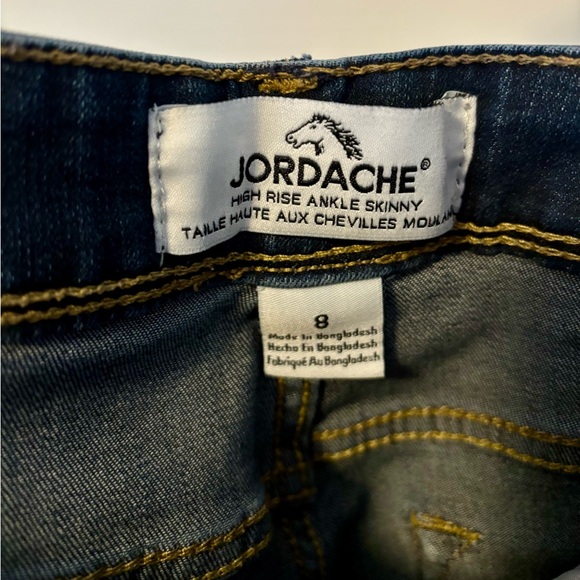 JORDACHE®
HIGH RISE ANKLE SKINNY
TAILLE HAUTE AUX CHEVILLES
8
Made In Bangladesh
Hecho En Bangladesh
Fabriqué Au Bangladesh